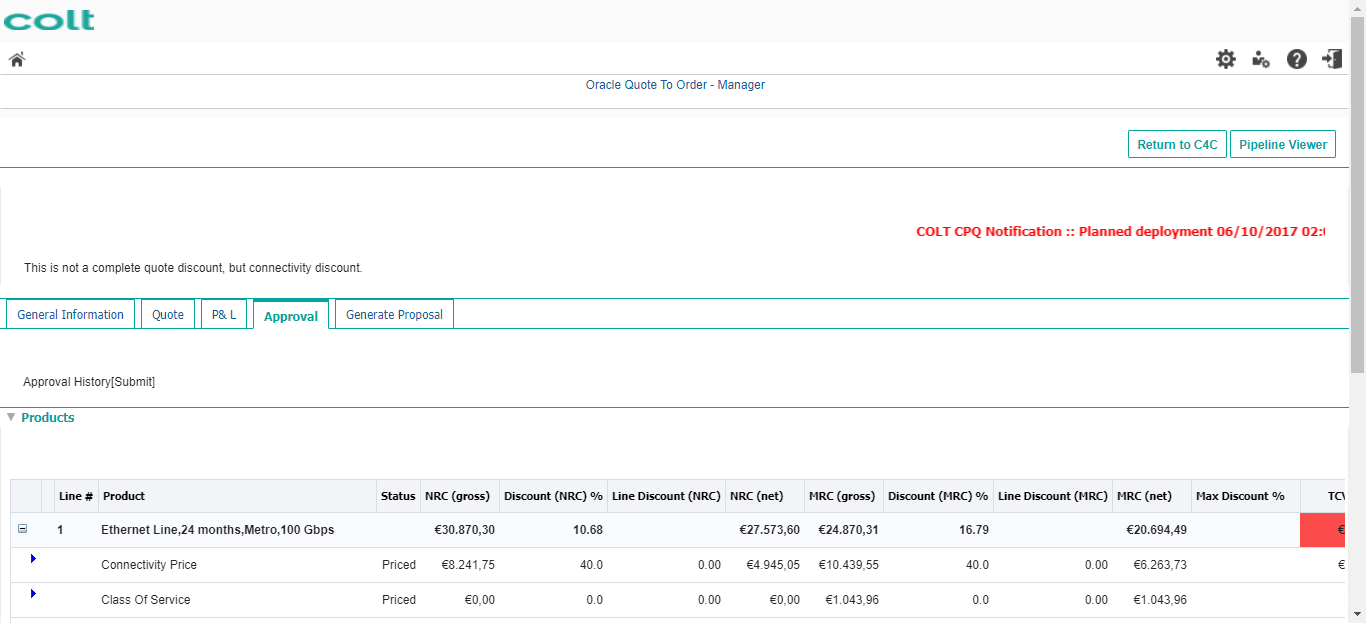 colt
Oracle Quote To Order - Manager
Return to C4C Pipeline Viewer
COLT CPQ Notification :: Planned deployment 06/10/2017
This is not a complete quote discount, but connectivity discount.
General Information Quote P& L Approval Generate Proposal
Approval History[Submit]
Products
Line # Product Status NRC (gross) Discount (NRC) % Line Discount (NRC) NRC (net) MRC (gross) Discount (MRC) % Line Discount (MRC) MRC (net) Max Discount %
1 Ethernet Line,24 months,Metro,100 Gbps €30.870,30 10.68 €27.573,60 €24.870,31 16.79 €20.694,49 €
Connectivity Price Priced €8.241,75 40.0 0.00 €4.945,05 €10.439,55 40.0 0.00 €6.263,73 €
Class Of Service Priced €0,00 0.0 0.00 €0,00 €1.043,96 0.0 0.00 €1.043,96